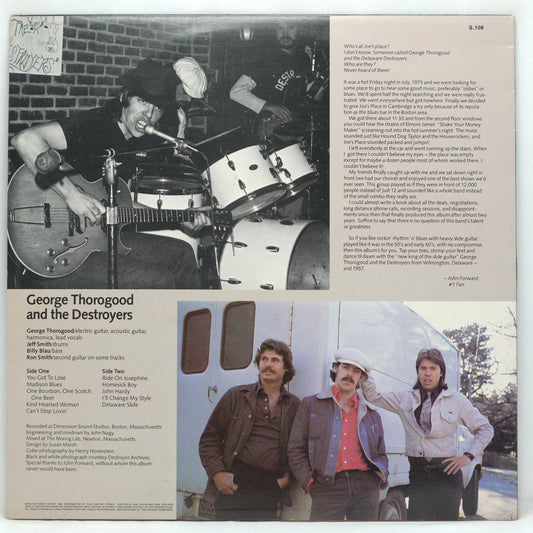 THE
DESTROYERS
DEST
S.108
Who's at Joe's place?
I don't know. Someone called George Thorogood
and the Delaware Destroyers.
Who are they?
Never heard of them!
It was a hot Friday night in July, 1975 and we were looking for
some place to go to hear some good music, preferably "oldies" or
blues. We'd spent half the night searching and we were really frus-
trated. We went everywhere but got nowhere. Finally we decided
to give Joe's Place in Cambridge a try only because of its reputa-
tion as the blues bar in the Boston area.
We got there about 11:30 and from the second floor windows
you could hear the strains of Elmore James' "Shake Your Money
Maker" screaming out into the hot summer's night. The music
sounded just like Hound Dog Taylor and the Houserockers, and
Joe's Place sounded packed and jumpin'.
I left everybody at the car and went running up the stairs. When
I got there I couldn't believe my eyes – the place was empty
except for maybe a dozen people most of whom worked there. I
couldn't believe it!
My friends finally caught up with me and we sat down right in
front (we had our choice) and enjoyed one of the best shows we'd
ever seen. This group played as if they were in front of 12,000
people instead of just 12 and sounded like a whole band instead
of the small combo they really are.
I could almost write a book about all the deals, negotiations,
long distance phone calls, recording sessions, and disappoint-
ments since then that finally produced this album after almost two
years. Suffice to say that there is no question of this band's talent
or greatness
So if you like rockin' rhythm 'n' blues with heavy slide guitar,
played like it was in the 50's and early 60's, with no compromise,
then this album's for you. Tap your toes, stomp your feet and
dance til dawn with the "new king of the slide guitar" George
Thorogood and the Destroyers from Wilmington, Delaware –
and 1957.
– John Forward
#1 Fan
George Thorogood
and the Destroyers
George Thorogood/electric guitar, acoustic guitar,
harmonica, lead vocals
Jeff Smith/drums
Billy Blau/bass
Ron Smith/second guitar on some tracks
Side One
You Got To Lose
Madison Blues
One Bourbon, One Scotch,
One Beer
Kind Hearted Woman
Can't Stop Lovin'
Side Two
Ride On Josephine
Homesick Boy
John Hardy
I'll Change My Style
Delaware Slide
Recorded at Dimension Sound Studios, Boston, Massachusetts.
Engineering and mixdown by John Nagy.
Mixed at The Mixing Lab, Newton, Massachusetts.
Design by Susan Marsh.
Color photography by Henry Horenstein.
Black and white photograph courtesy Destroyer Archives.
Special thanks to John Forward, without whom this album
never would have been.